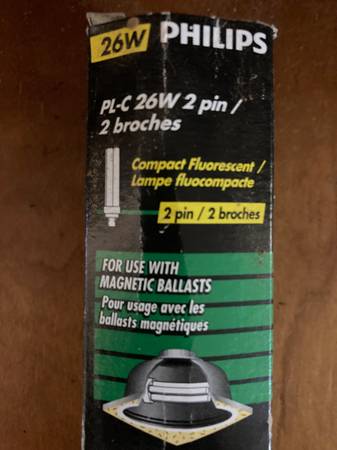 26W PHILIPS
PL-C 26W 2 pin /
2 broches
Compact Fluorescent /
Lampe fluocompacte
2 pin / 2 broches
FOR USE WITH
MAGNETIC BALLASTS
Pour usage avec les
ballasts magnétiques